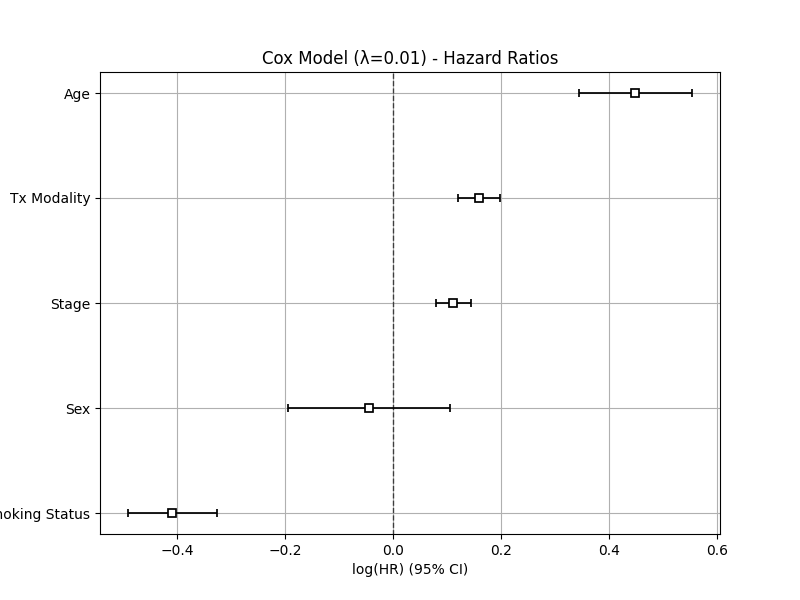 Cox Model (λ=0.01) - Hazard Ratios
Age
Tx Modality
Stage
Sex
oking Status
−0.4 −0.2 0.0 0.2 0.4 0.6
log(HR) (95% CI)